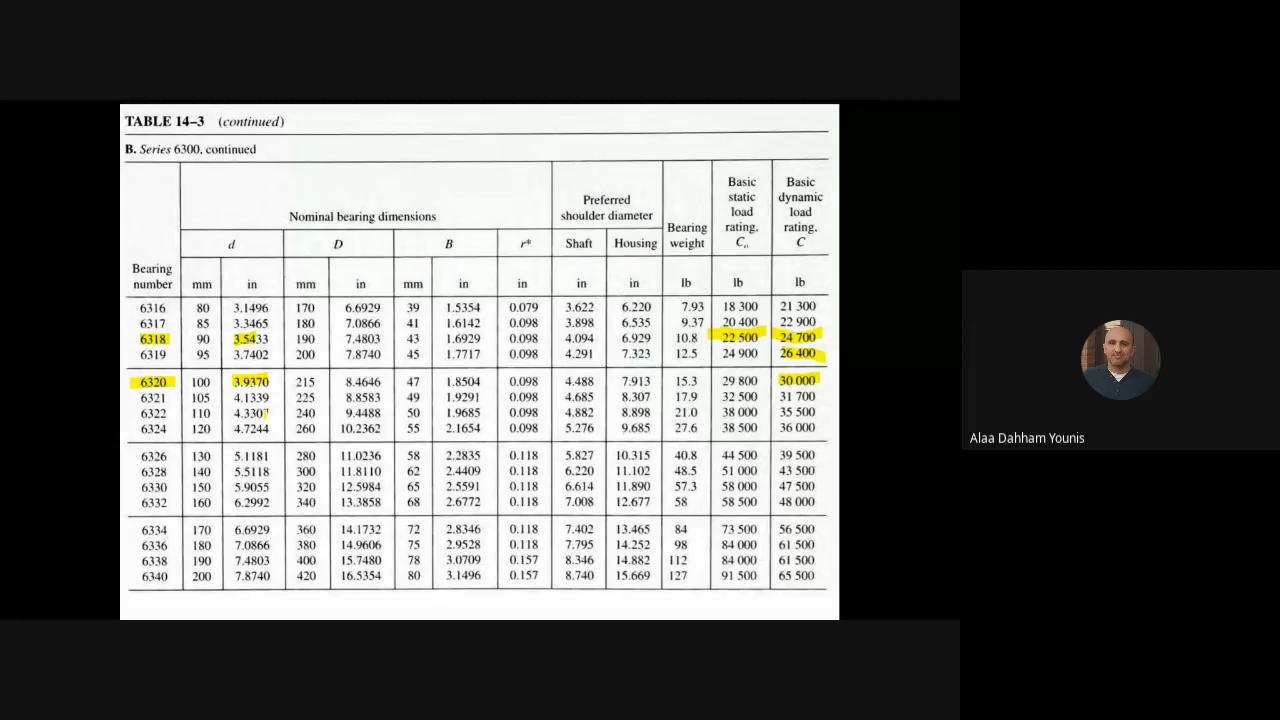 TABLE 14–3 (continued)
B. Series 6300, continued
Nominal bearing dimensions
Preferred shoulder diameter
Bearing weight
Basic static load rating, Co
Basic dynamic load rating, C
d D B r* Shaft Housing
Bearing number mm in mm in mm in in in in lb lb lb
6316 80 3.1496 170 6.6929 39 1.5354 0.079 3.622 6.220 7.93 18 300 21 300
6317 85 3.3465 180 7.0866 41 1.6142 0.098 3.898 6.535 9.37 20 400 22 900
6318 90 3.5433 190 7.4803 43 1.6929 0.098 4.094 6.929 10.8 22 500 24 700
6319 95 3.7402 200 7.8740 45 1.7717 0.098 4.291 7.323 12.5 24 900 26 400
6320 100 3.9370 215 8.4646 47 1.8504 0.098 4.488 7.913 15.3 29 800 30 000
6321 105 4.1339 225 8.8583 49 1.9291 0.098 4.685 8.307 17.9 32 500 31 700
6322 110 4.3307 240 9.4488 50 1.9685 0.098 4.882 8.898 21.0 38 000 35 500
6324 120 4.7244 260 10.2362 55 2.1654 0.098 5.276 9.685 27.6 38 500 36 000
6326 130 5.1181 280 11.0236 58 2.2835 0.118 5.827 10.315 40.8 44 500 39 500
6328 140 5.5118 300 11.8110 62 2.4409 0.118 6.220 11.102 48.5 51 000 43 500
6330 150 5.9055 320 12.5984 65 2.5591 0.118 6.614 11.890 57.3 58 000 47 500
6332 160 6.2992 340 13.3858 68 2.6772 0.118 7.008 12.677 58 58 500 48 000
6334 170 6.6929 360 14.1732 72 2.8346 0.118 7.402 13.465 84 73 500 56 500
6336 180 7.0866 380 14.9606 75 2.9528 0.118 7.795 14.252 98 84 000 61 500
6338 190 7.4803 400 15.7480 78 3.0709 0.157 8.346 14.882 112 84 000 61 500
6340 200 7.8740 420 16.5354 80 3.1496 0.157 8.740 15.669 127 91 500 65 500
Alaa Dahham Younis